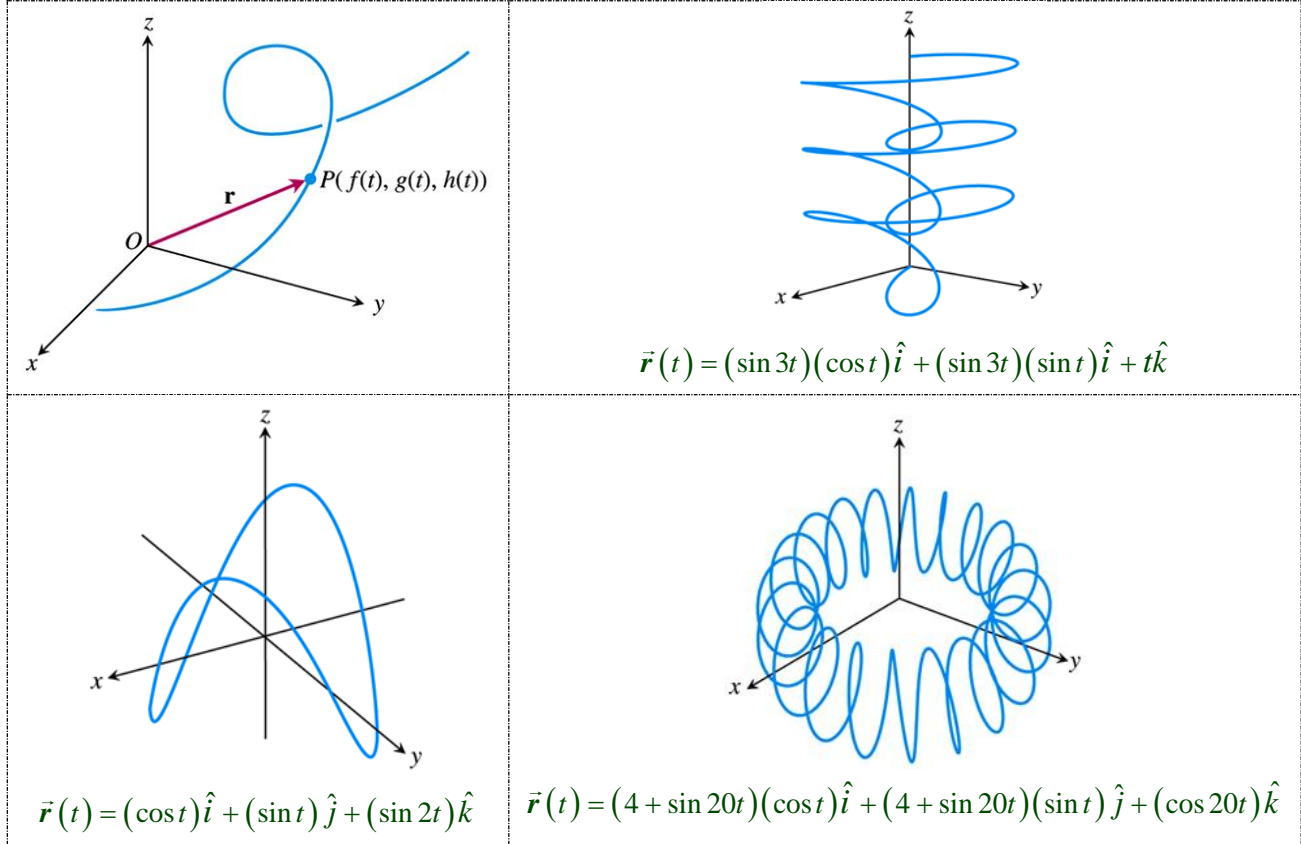 z
P( f(t), g(t), h(t))
r
O
y
x
z
x
y
r⃗(t) = (sin 3t)(cos t)î + (sin 3t)(sin t)î + tk̂
z
x
y
r⃗(t) = (cos t)î + (sin t)ĵ + (sin 2t)k̂
z
x
y
r⃗(t) = (4 + sin 20t)(cos t)î + (4 + sin 20t)(sin t)ĵ + (cos 20t)k̂